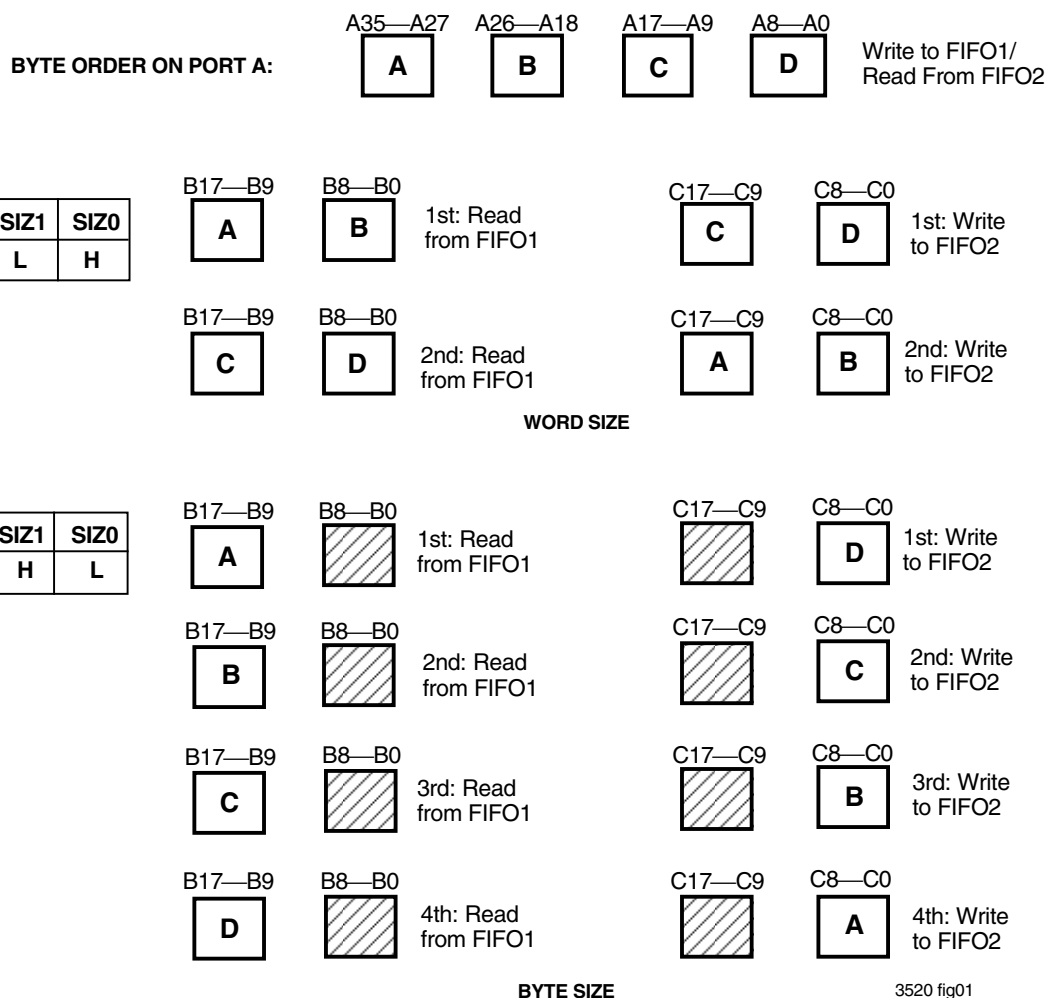 A35—A27 A26—A18 A17—A9 A8—A0
BYTE ORDER ON PORT A: A B C D Write to FIFO1/
Read From FIFO2
B17—B9 B8—B0 C17—C9 C8—C0
SIZ1 SIZ0 A B 1st: Read C D 1st: Write
L H from FIFO1 to FIFO2
B17—B9 B8—B0 C17—C9 C8—C0
C D 2nd: Read A B 2nd: Write
from FIFO1 to FIFO2
WORD SIZE
B17—B9 B8—B0 C17—C9 C8—C0
SIZ1 SIZ0 A 1st: Read D 1st: Write
H L from FIFO1 to FIFO2
B17—B9 B8—B0 C17—C9 C8—C0
B 2nd: Read C 2nd: Write
from FIFO1 to FIFO2
B17—B9 B8—B0 C17—C9 C8—C0
C 3rd: Read B 3rd: Write
from FIFO1 to FIFO2
B17—B9 B8—B0 C17—C9 C8—C0
D 4th: Read A 4th: Write
from FIFO1 to FIFO2
BYTE SIZE 3520 fig01